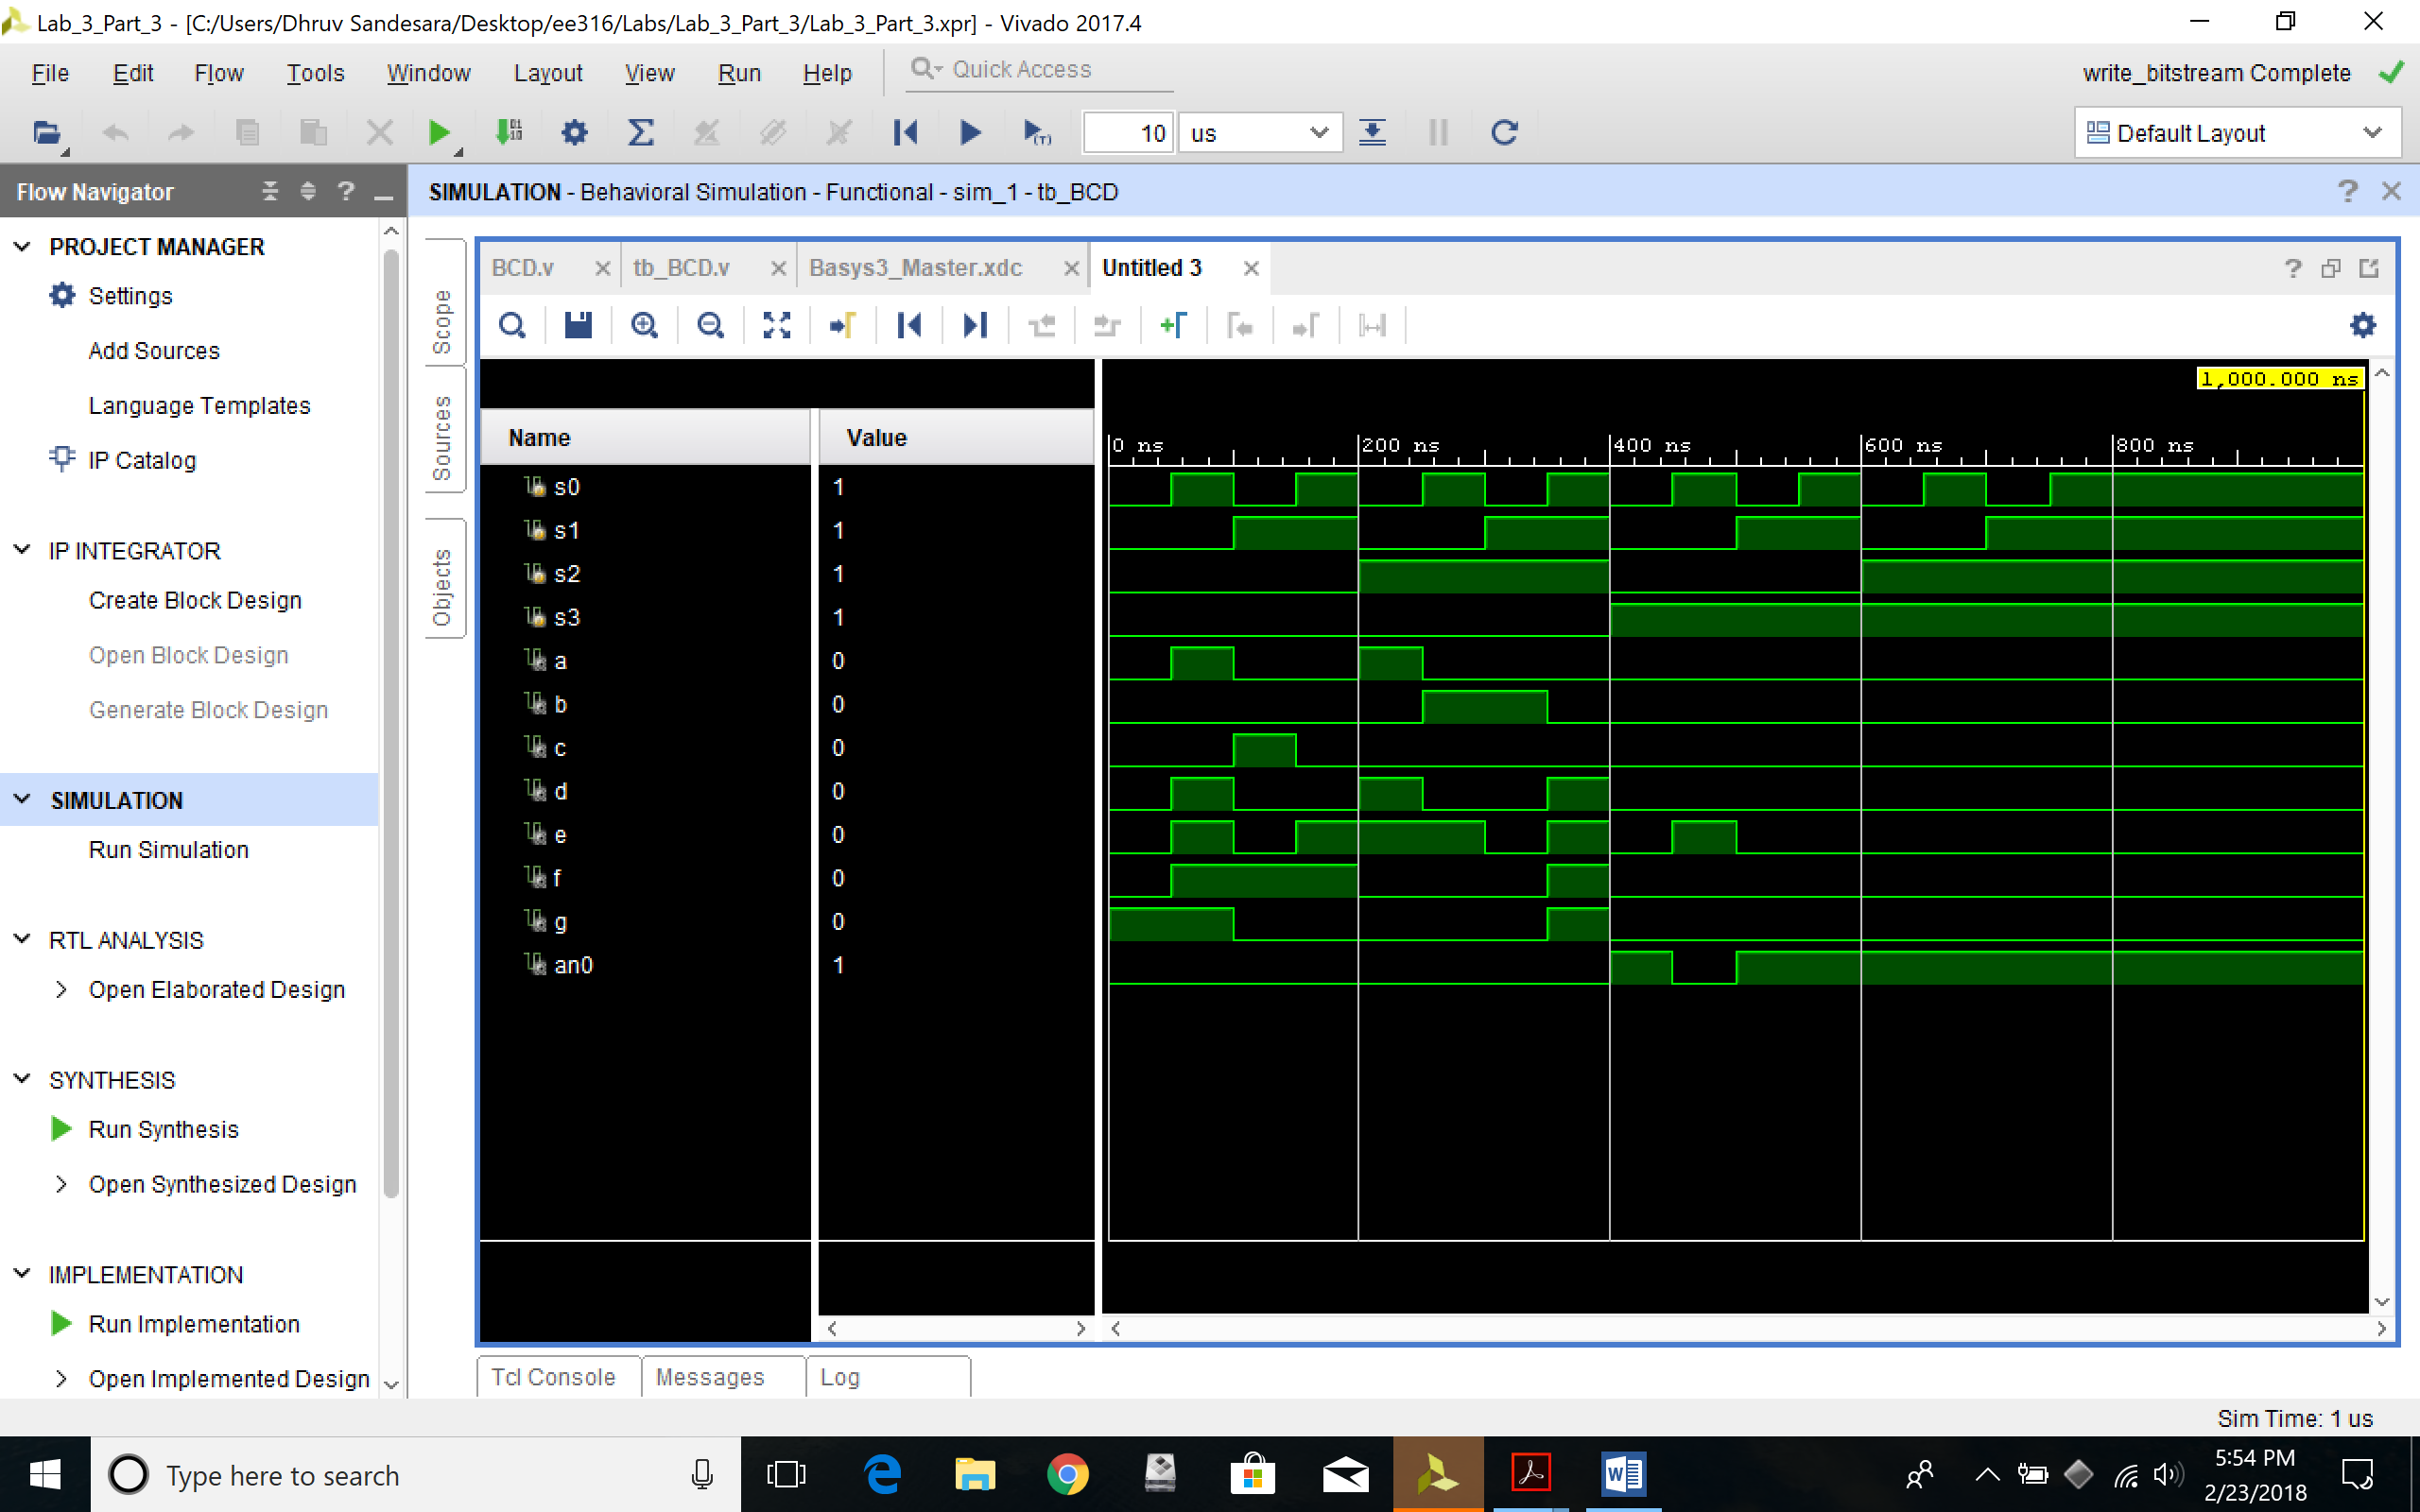 Lab_3_Part_3 - [C:/Users/Dhruv Sandesara/Desktop/ee316/Labs/Lab_3_Part_3/Lab_3_Part_3.xpr] - Vivado 2017.4
File Edit Flow Tools Window Layout View Run Help Quick Access write_bitstream Complete
10 us Default Layout
Flow Navigator
SIMULATION - Behavioral Simulation - Functional - sim_1 - tb_BCD
PROJECT MANAGER
Settings
Add Sources
Language Templates
IP Catalog
IP INTEGRATOR
Create Block Design
Open Block Design
Generate Block Design
SIMULATION
Run Simulation
RTL ANALYSIS
Open Elaborated Design
SYNTHESIS
Run Synthesis
Open Synthesized Design
IMPLEMENTATION
Run Implementation
Open Implemented Design
Scope
Sources
Objects
BCD.v tb_BCD.v Basys3_Master.xdc Untitled 3
1,000.000 ns
Name Value
0 ns 200 ns 400 ns 600 ns 800 ns
s0 1
s1 1
s2 1
s3 1
a 0
b 0
c 0
d 0
e 0
f 0
g 0
an0 1
Tcl Console Messages Log
Sim Time: 1 us
Type here to search
5:54 PM
2/23/2018